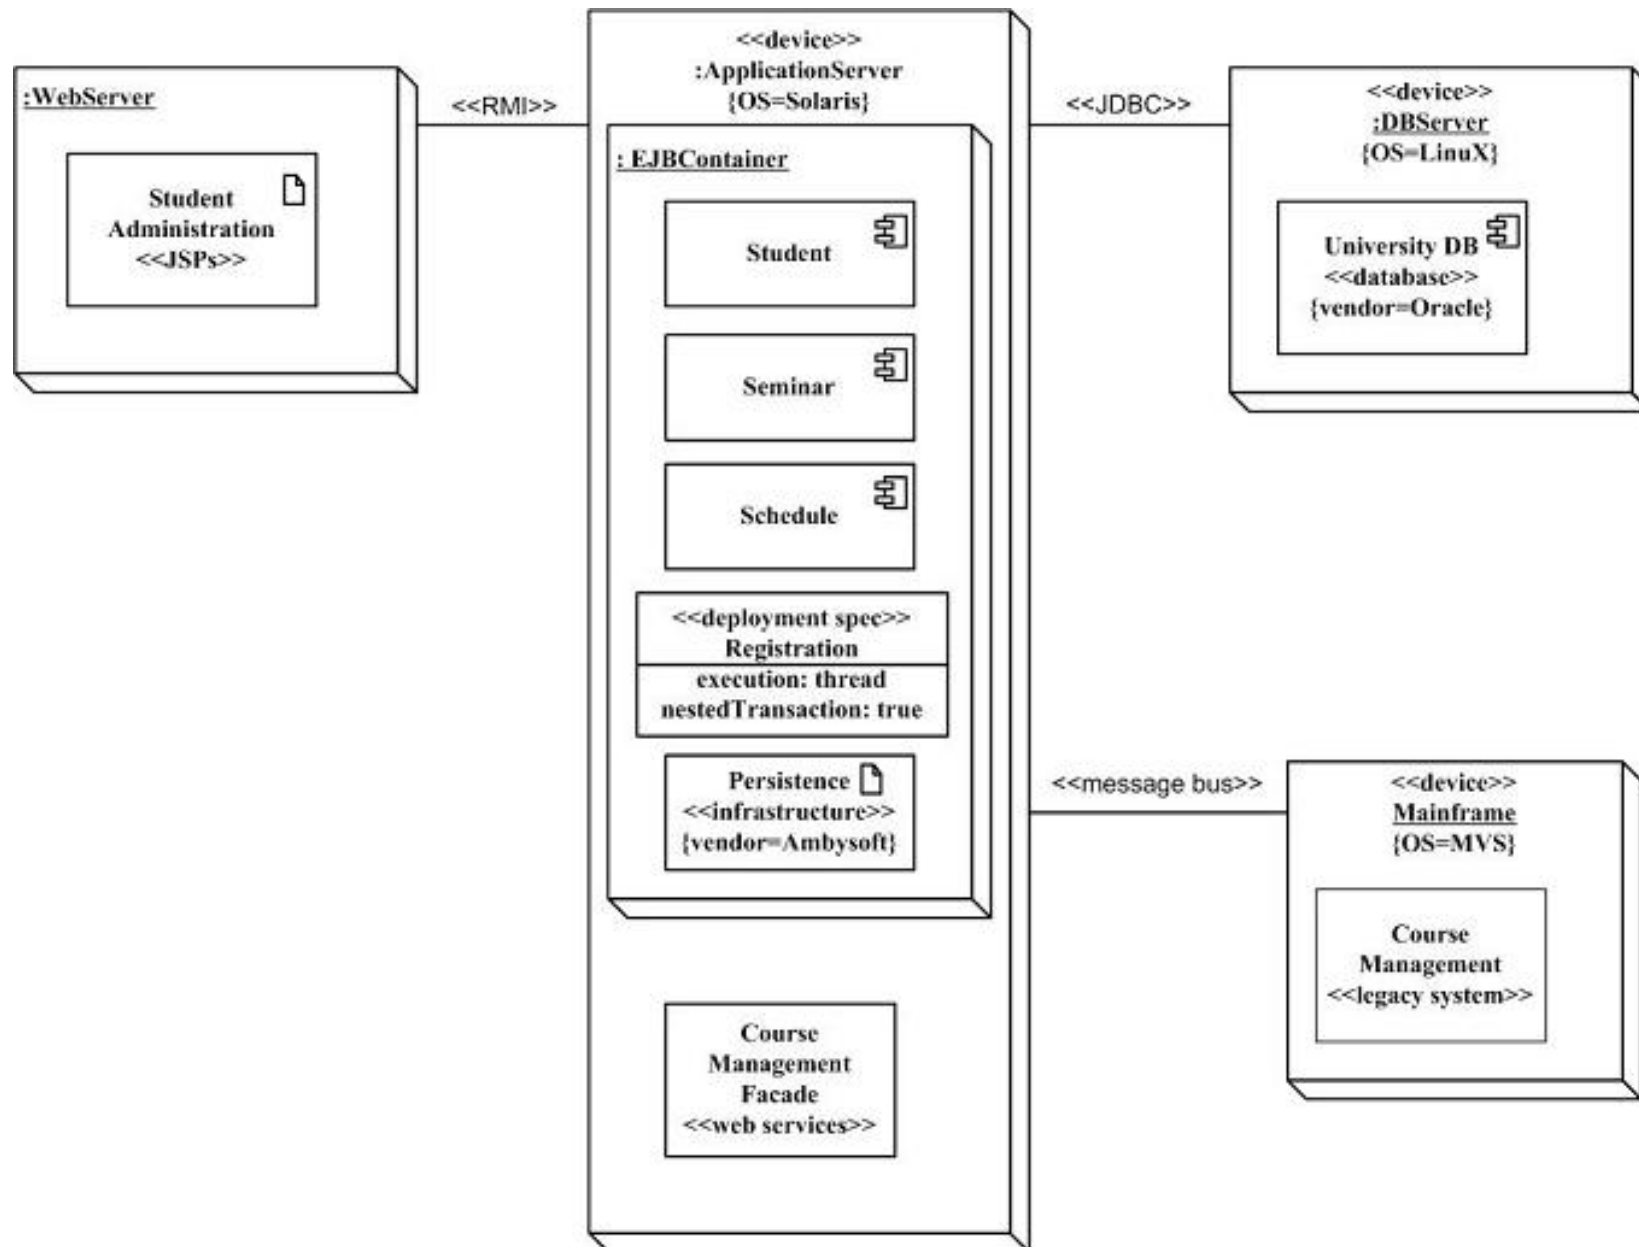 :WebServer
Student
Administration
<<JSPs>>
<<RMI>>
<<device>>
:ApplicationServer
{OS=Solaris}
: EJBContainer
Student
Seminar
Schedule
<<deployment spec>>
Registration
execution: thread
nestedTransaction: true
Persistence
<<infrastructure>>
{vendor=Ambysoft}
Course
Management
Facade
<<web services>>
<<JDBC>>
<<device>>
:DBServer
{OS=LinuX}
University DB
<<database>>
{vendor=Oracle}
<<message bus>>
<<device>>
Mainframe
{OS=MVS}
Course
Management
<<legacy system>>